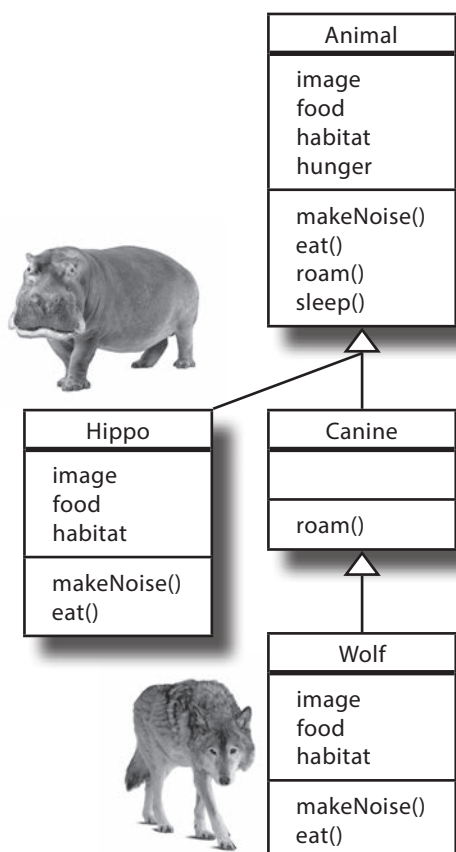 Animal
image
food
habitat
hunger
makeNoise()
eat()
roam()
sleep()
Hippo
image
food
habitat
makeNoise()
eat()
Canine
roam()
Wolf
image
food
habitat
makeNoise()
eat()